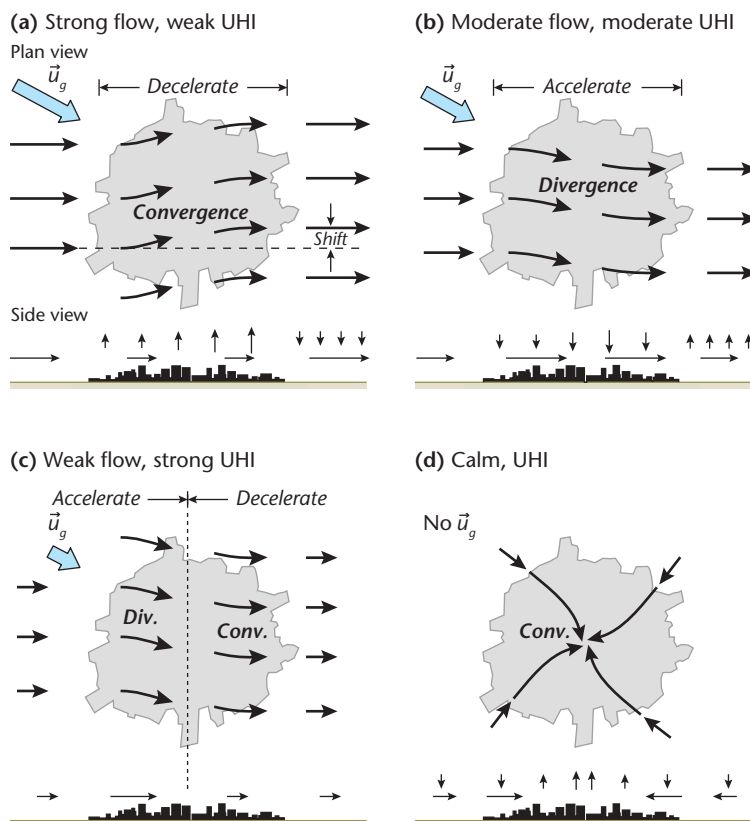 (a) Strong flow, weak UHI
Plan view
u⃗g
Decelerate
Convergence
Shift
Side view
(b) Moderate flow, moderate UHI
u⃗g
Accelerate
Divergence
(c) Weak flow, strong UHI
Accelerate
Decelerate
u⃗g
Div.
Conv.
(d) Calm, UHI
No u⃗g
Conv.